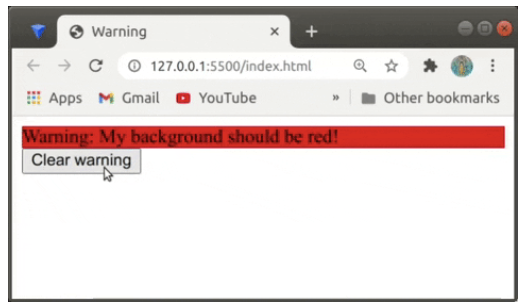 Warning
127.0.0.1:5500/index.html
Apps Gmail YouTube » Other bookmarks
Warning: My background should be red!
Clear warning